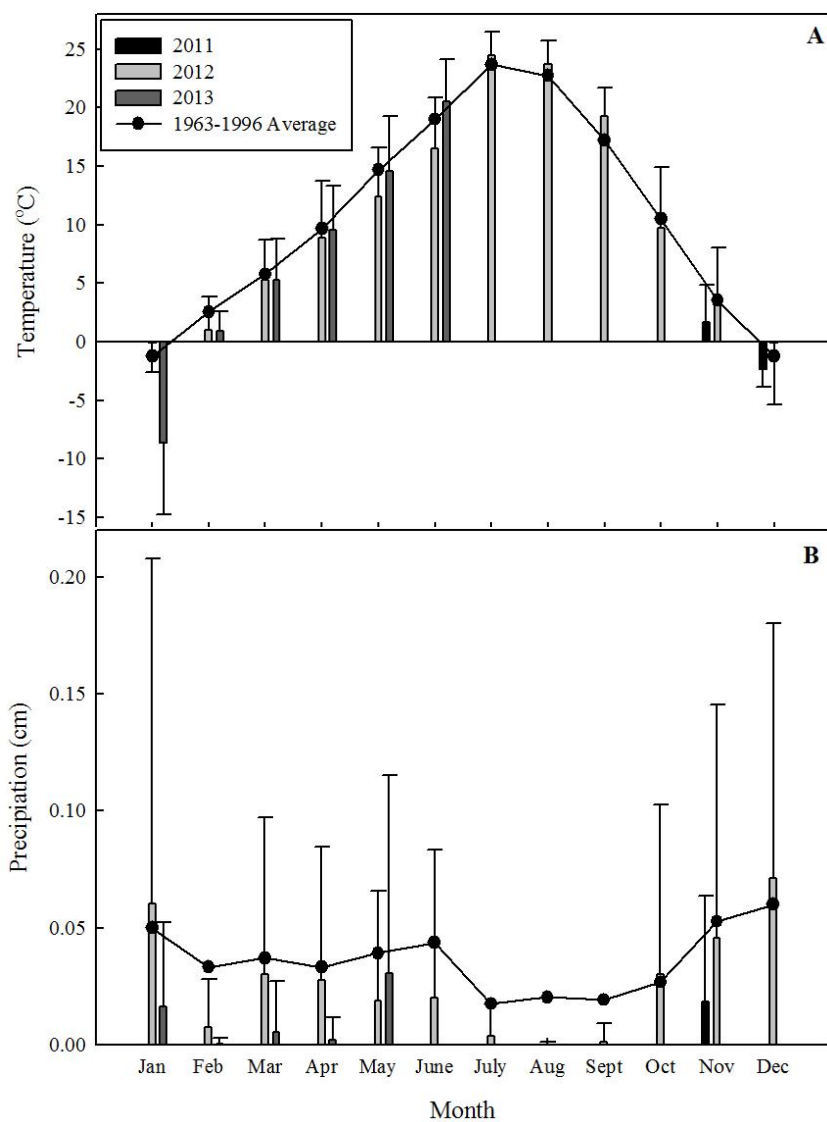 A
2011
2012
2013
1963-1996 Average
Temperature (°C)
25
20
15
10
5
0
-5
-10
-15
B
Precipiation (cm)
0.20
0.15
0.10
0.05
0.00
Jan Feb Mar Apr May June July Aug Sept Oct Nov Dec
Month